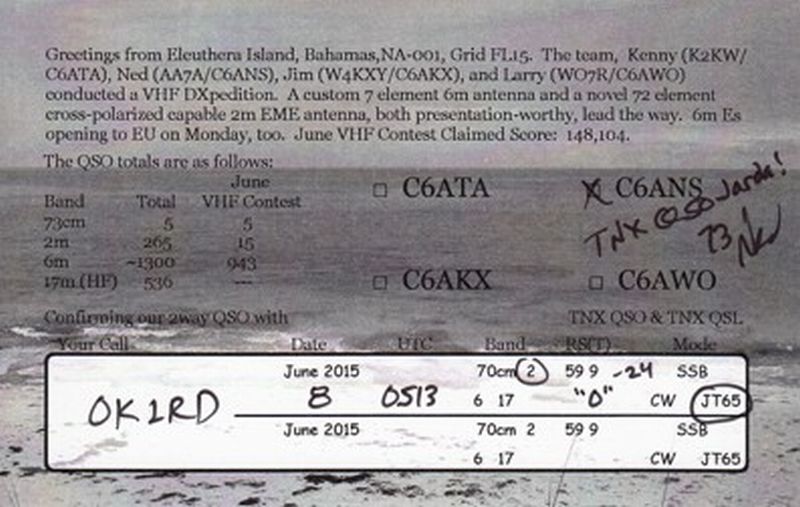 Greetings from Eleuthera Island, Bahamas,NA-001, Grid FL15. The team, Kenny (K2KW/
C6ATA), Ned (AA7A/C6ANS), Jim (W4KXY/C6AKX), and Larry (WO7R/C6AWO)
conducted a VHF DXpedition. A custom 7 element 6m antenna and a novel 72 element
cross-polarized capable 2m EME antenna, both presentation-worthy, lead the way. 6m Es
opening to EU on Monday, too. June VHF Contest Claimed Score: 148,104.
The QSO totals are as follows:
June
Band Total VHF Contest
73cm 5 5
2m 265 15
6m ~1300 943
17m (HF) 536 ---
C6ATA X C6ANS
TNX QSO Jarda!
73 Ned
C6AKX C6AWO
Confirming our 2way QSO with TNX QSO & TNX QSL
Your Call Date UTC Band RS(T) Mode
June 2015 70cm 2 59 9 -24 SSB
OK1RD 8 0513 6 17 "O" CW JT65
June 2015 70cm 2 59 9 SSB
6 17 CW JT65